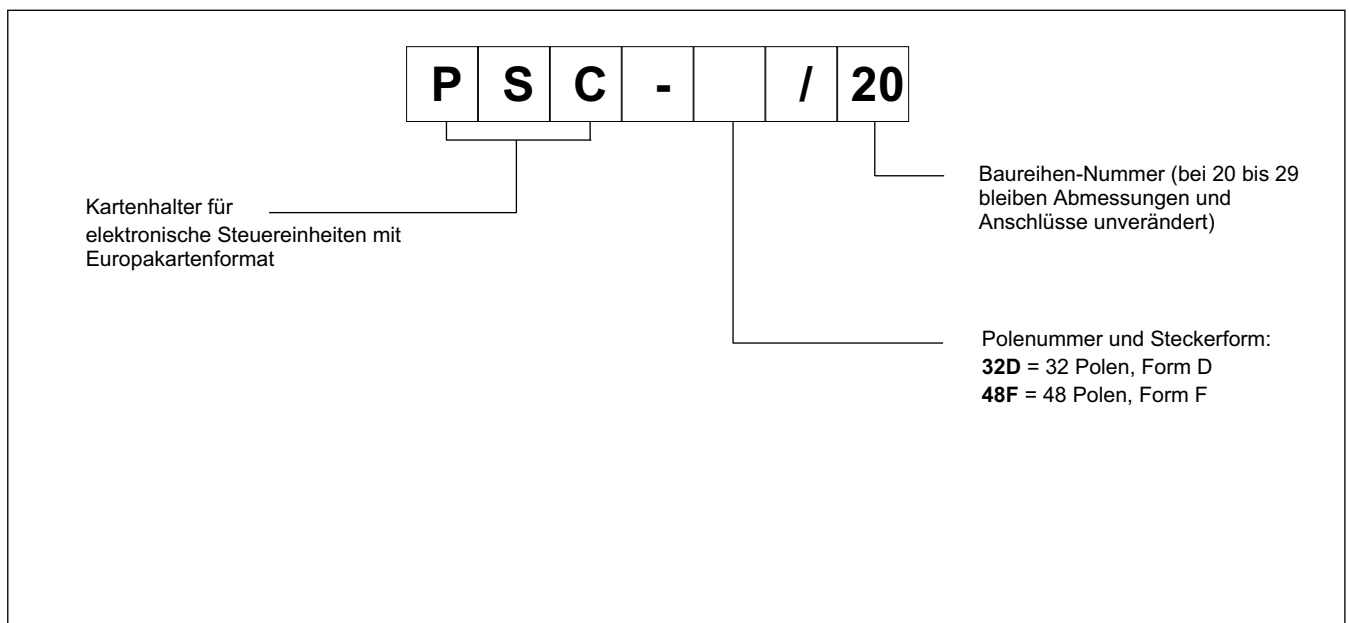 P S C - / 20
Baureihen-Nummer (bei 20 bis 29
bleiben Abmessungen und
Anschlüsse unverändert)
Kartenhalter für
elektronische Steuereinheiten mit
Europakartenformat
Polenummer und Steckerform:
32D = 32 Polen, Form D
48F = 48 Polen, Form F